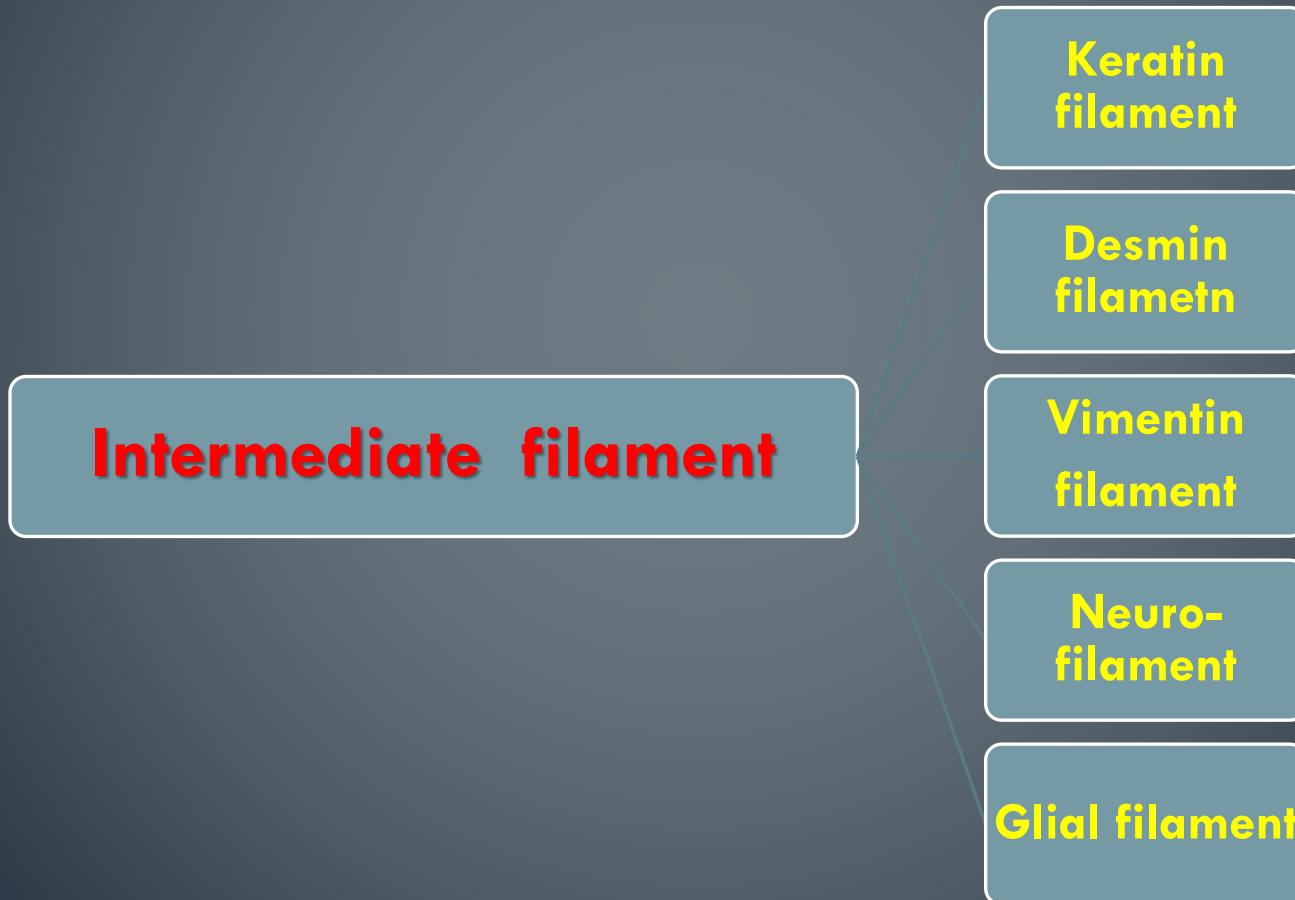 Keratin
filament
Desmin
filametn
Intermediate filament
Vimentin
filament
Neuro-
filament
Glial filament